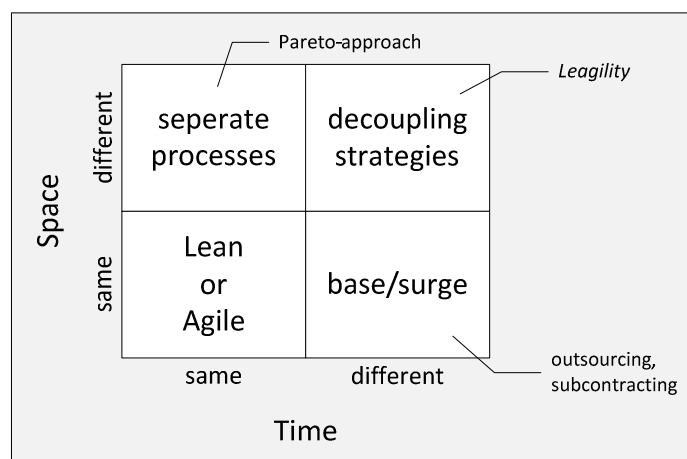 Pareto-approach
Leagility
seperate
processes
decoupling
strategies
different
Space
Lean
or
Agile
base/surge
same
outsourcing,
subcontracting
same
different
Time